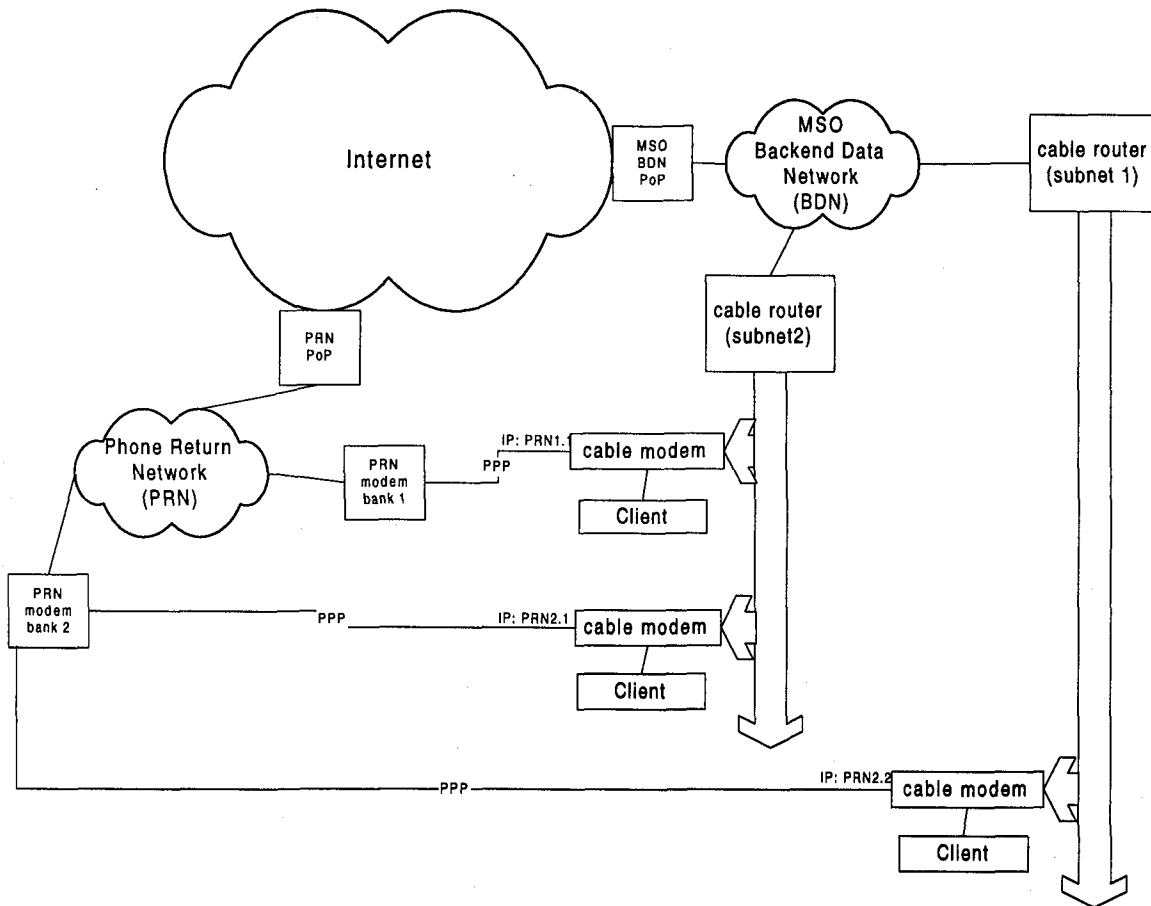 Internet
MSO
BDN
PoP
MSO
Backend Data
Network
(BDN)
cable router
(subnet 1)
cable router
(subnet2)
PRN
PoP
Phone Return
Network
(PRN)
PRN
modem
bank 1
PPP
IP: PRN1.1
cable modem
Client
PRN
modem
bank 2
PPP
IP: PRN2.1
cable modem
Client
PPP
IP: PRN2.2
cable modem
Client